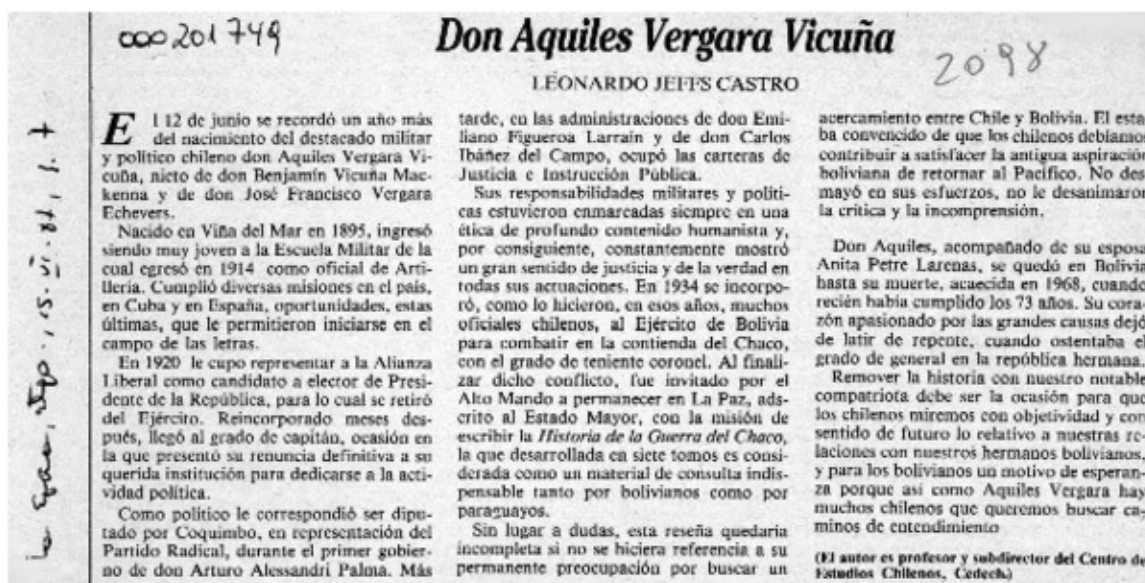 000201749
Don Aquiles Vergara Vicuña
2098
LEONARDO JEFFS CASTRO
El 12 de junio se recordó un año más
del nacimiento del destacado militar
y político chileno don Aquiles Vergara Vi-
cuña, nieto de don Benjamín Vicuña Mac-
kenna y de don José Francisco Vergara
Echevers.
Nacido en Viña del Mar en 1895, ingresó
siendo muy joven a la Escuela Militar de la
cual egresó en 1914 como oficial de Arti-
llería. Cumplió diversas misiones en el país,
en Cuba y en España, oportunidades, estas
últimas, que le permitieron iniciarse en el
campo de las letras.
En 1920 le cupo representar a la Alianza
Liberal como candidato a elector de Presi-
dente de la República, para lo cual se retiró
del Ejército. Reincorporado meses des-
pués, llegó al grado de capitán, ocasión en
la que presentó su renuncia definitiva a su
querida institución para dedicarse a la acti-
vidad política.
Como político le correspondió ser dipu-
tado por Coquimbo, en representación del
Partido Radical, durante el primer gobier-
no de don Arturo Alessandri Palma. Más
tarde, en las administraciones de don Emi-
liano Figueroa Larraín y de don Carlos
Ibáñez del Campo, ocupó las carteras de
Justicia e Instrucción Pública.
Sus responsabilidades militares y políti-
cas estuvieron enmarcadas siempre en una
ética de profundo contenido humanista y,
por consiguiente, constantemente mostró
un gran sentido de justicia y de la verdad en
todas sus actuaciones. En 1934 se incorpo-
ró, como lo hicieron, en esos años, muchos
oficiales chilenos, al Ejército de Bolivia
para combatir en la contienda del Chaco,
con el grado de teniente coronel. Al finali-
zar dicho conflicto, fue invitado por el
Alto Mando a permanecer en La Paz, ads-
crito al Estado Mayor, con la misión de
escribir la Historia de la Guerra del Chaco,
la que desarrollada en siete tomos es consi-
derada como un material de consulta indis-
pensable tanto por bolivianos como por
paraguayos.
Sin lugar a dudas, esta reseña quedaría
incompleta si no se hiciera referencia a su
permanente preocupación por buscar un
acercamiento entre Chile y Bolivia. El esta
ba convencido de que los chilenos debíamos
contribuir a satisfacer la antigua aspiración
boliviana de retornar al Pacífico. No des
mayó en sus esfuerzos, no le desanimaron
la crítica y la incomprensión.
Don Aquiles, acompañado de su esposa
Anita Petre Larenas, se quedó en Bolivia
hasta su muerte, acaecida en 1968, cuando
recién había cumplido los 73 años. Su cora-
zón apasionado por las grandes causas dejó
de latir de repente, cuando ostentaba el
grado de general en la república hermana.
Remover la historia con nuestro notable
compatriota debe ser la ocasión para que
los chilenos miremos con objetividad y con
sentido de futuro lo relativo a nuestras re-
laciones con nuestros hermanos bolivianos,
y para los bolivianos un motivo de esperan-
za porque así como Aquiles Vergara hay
muchos chilenos que queremos buscar ca-
minos de entendimiento
(El autor es profesor y subdirector del Centro de
Estudios Chilenos, Cedech)